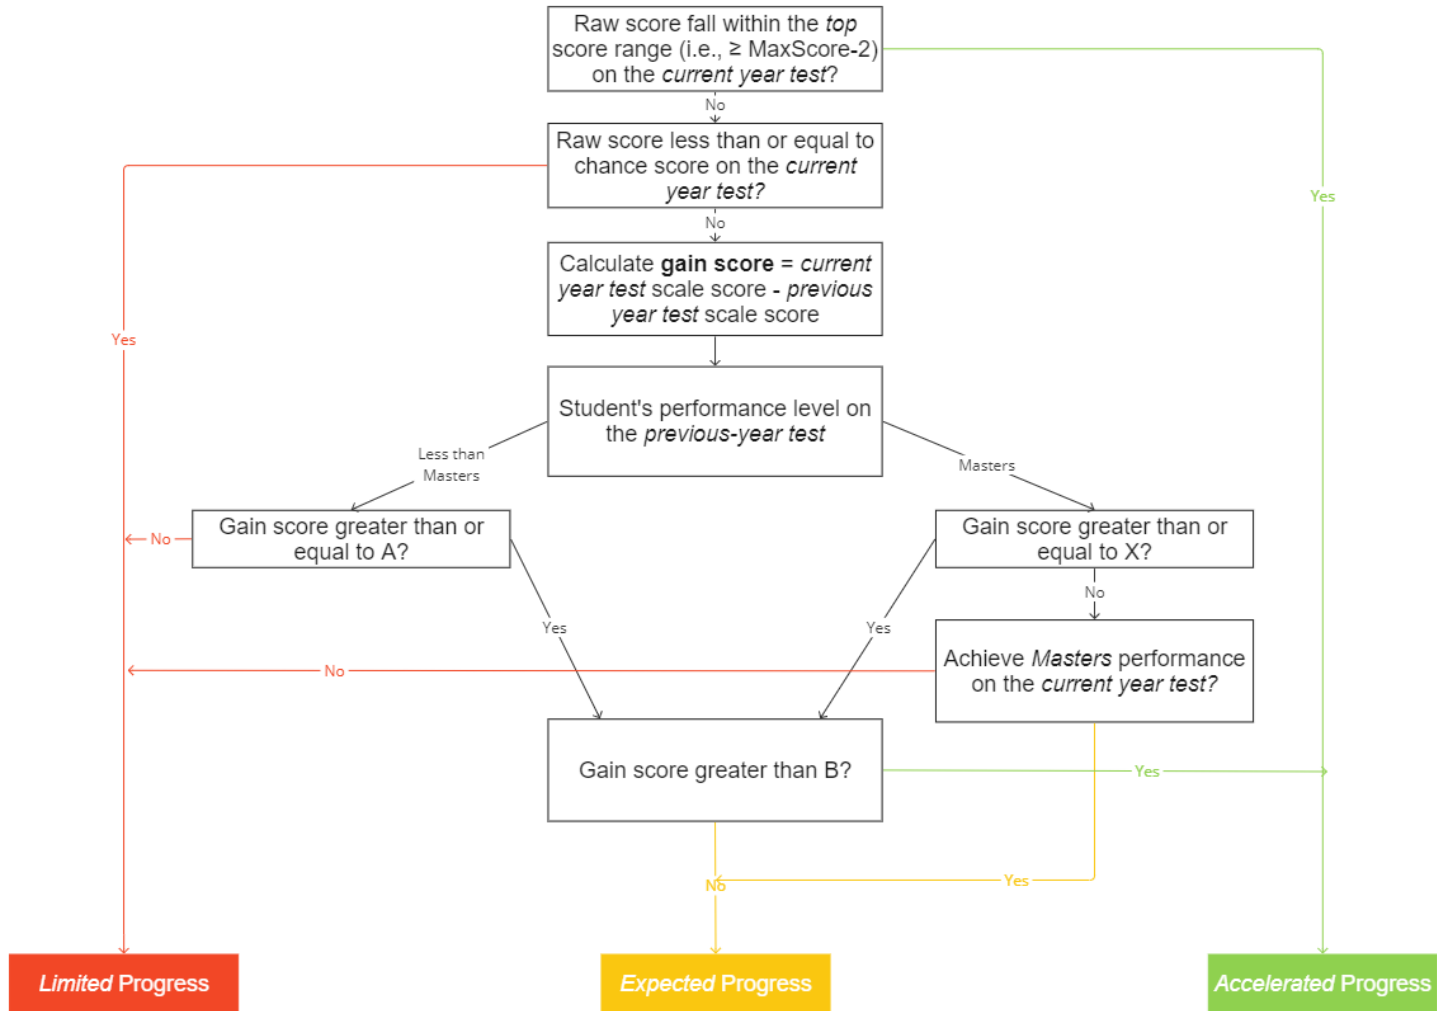 Raw score fall within the top
score range (i.e., ≥ MaxScore-2)
on the current year test?
No
Raw score less than or equal to
chance score on the current
year test?
Yes
No
Calculate gain score = current
year test scale score - previous
year test scale score
Yes
Student's performance level on
the previous-year test
Less than
Masters
Masters
Gain score greater than or
equal to A?
Gain score greater than or
equal to X?
No
No
Yes
Yes
Achieve Masters performance
on the current year test?
No
Gain score greater than B?
Yes
No
Yes
Limited Progress
Expected Progress
Accelerated Progress